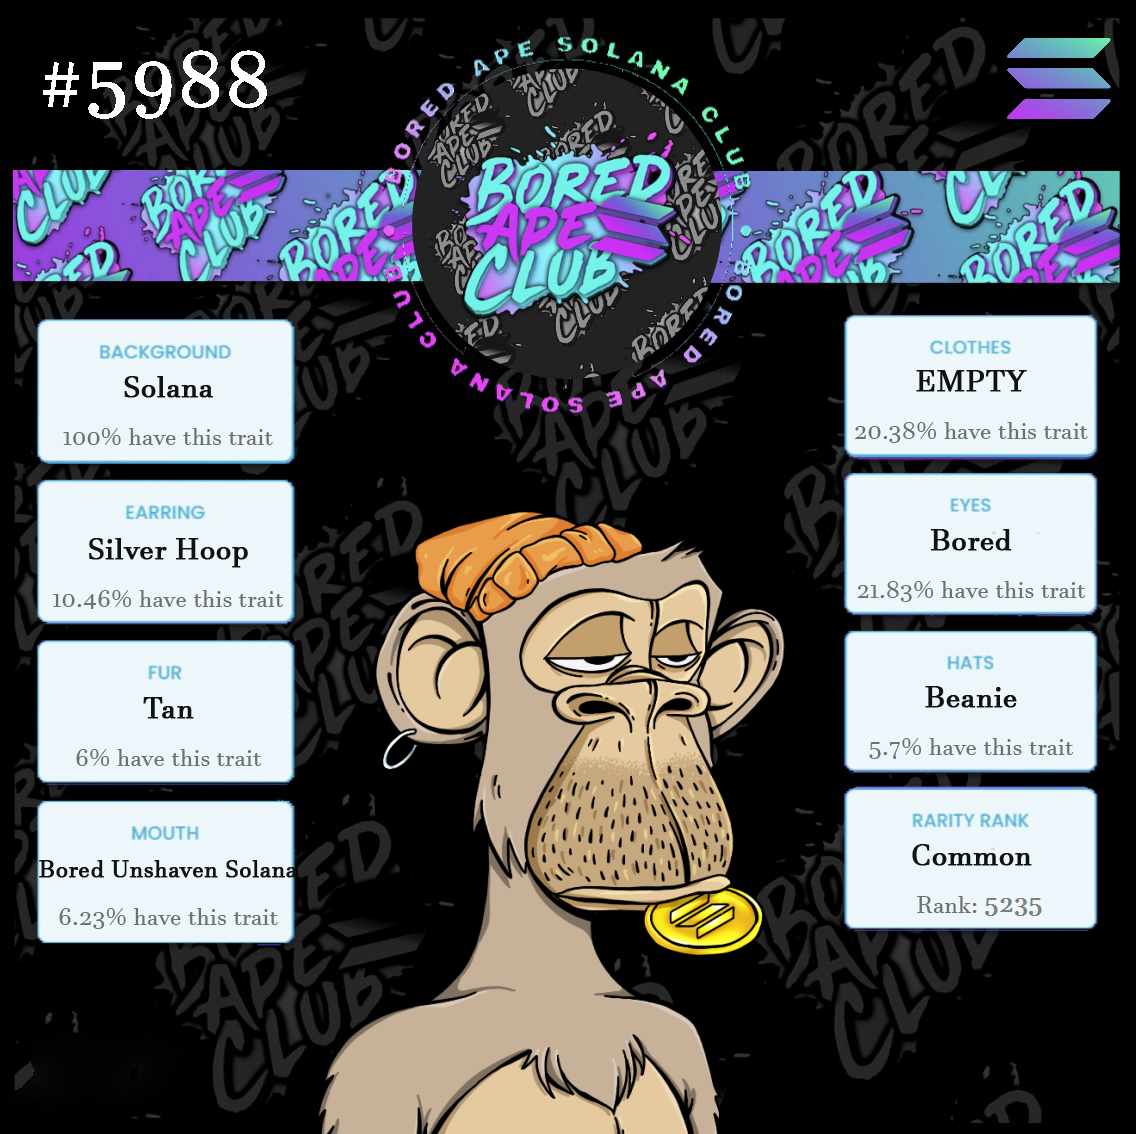 #5988
BORED APE SOLANA CLUB
BORED APE SOLANA CLUB
BORED
APE
CLUB
BACKGROUND
Solana
100% have this trait
EARRING
Silver Hoop
10.46% have this trait
FUR
Tan
6% have this trait
MOUTH
Bored Unshaven Solana
6.23% have this trait
CLOTHES
EMPTY
20.38% have this trait
EYES
Bored
21.83% have this trait
HATS
Beanie
5.7% have this trait
RARITY RANK
Common
Rank: 5235